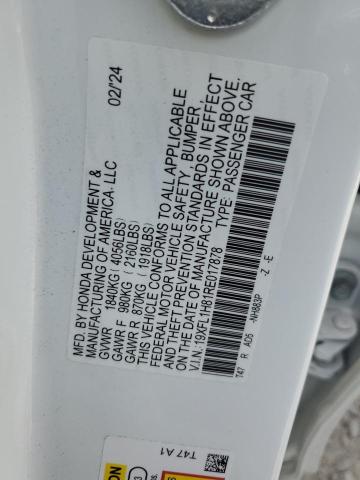 02/'24
MFD. BY HONDA DEVELOPMENT &
MANUFACTURING OF AMERICA, LLC
GVWR 1840KG ( 4056LBS)
GAWR F 980KG ( 2160LBS)
GAWR R 870KG ( 1918LBS)
THIS VEHICLE CONFORMS TO ALL APPLICABLE
FEDERAL MOTOR VEHICLE SAFETY, BUMPER,
AND THEFT PREVENTION STANDARDS IN EFFECT
ON THE DATE OF MANUFACTURE SHOWN ABOVE.
V.I.N. 19XFL1H81RE017878 TYPE: PASSENGER CAR
T47 R AD5 -NH883P -Z -E
T47 A1